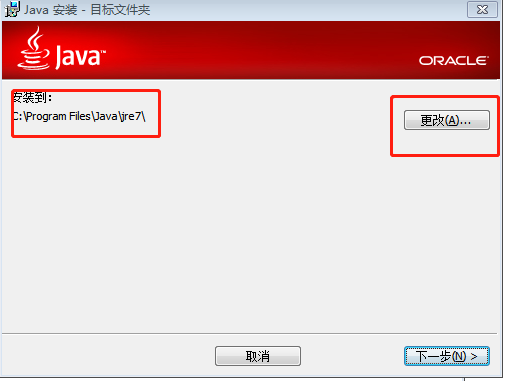 Java 安装 - 目标文件夹
Java™
ORACLE®
安装到：
C:\Program Files\Java\jre7\
更改(A)...
取消
下一步(N) >